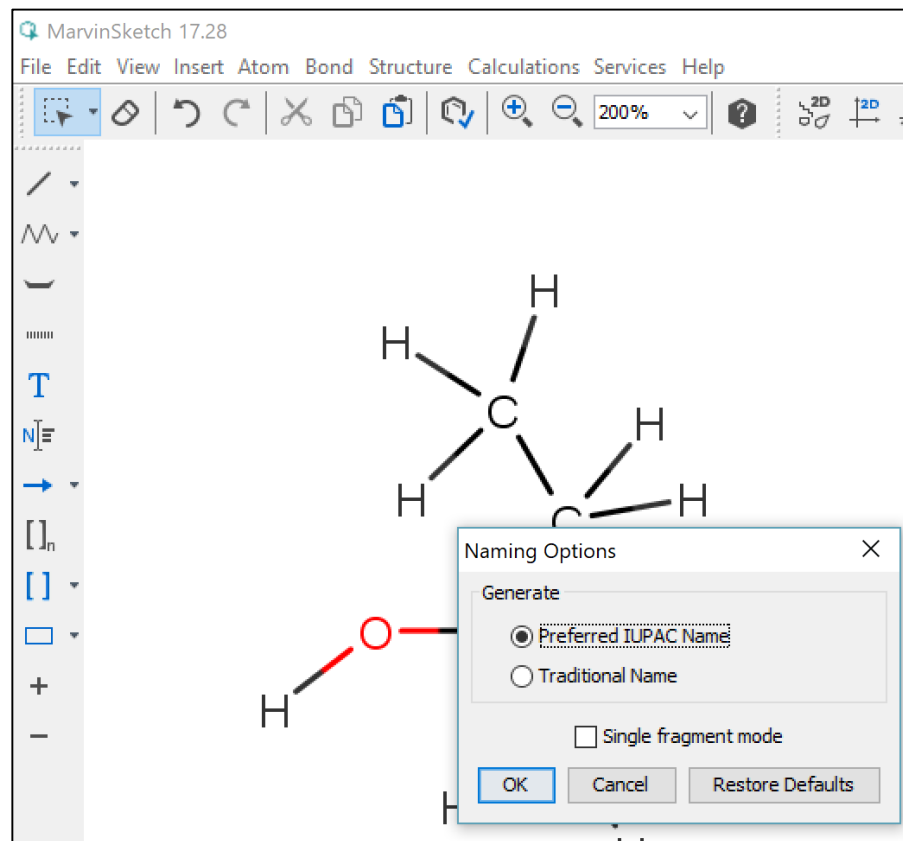 MarvinSketch 17.28
File Edit View Insert Atom Bond Structure Calculations Services Help
200% ? 2D 2D
T
N
[ ]n
[ ]
H
H
C
H
H
H
C
O
H
H
Naming Options
Generate
Preferred IUPAC Name
Traditional Name
Single fragment mode
OK Cancel Restore Defaults